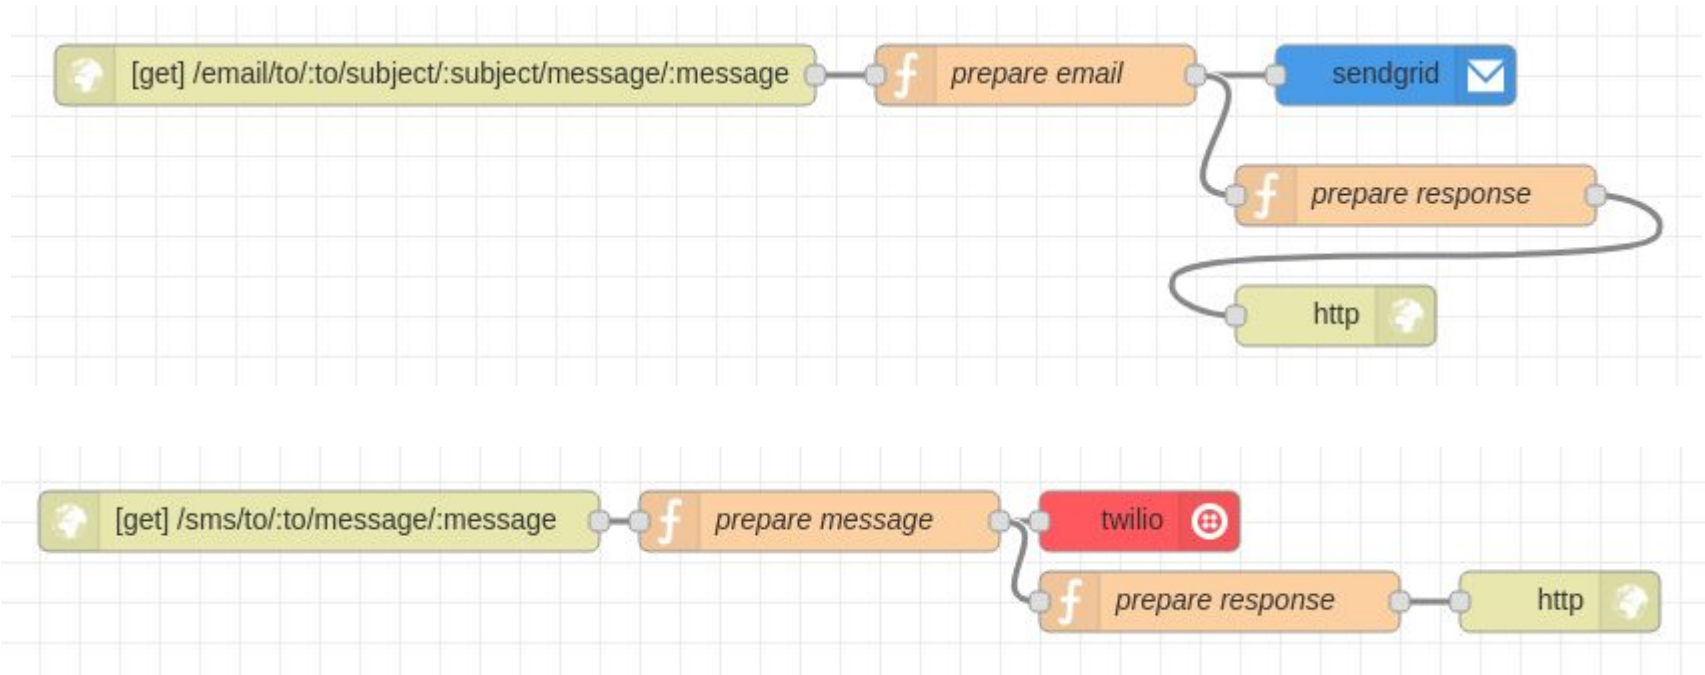 [get] /email/to/:to/subject/:subject/message/:message
prepare email
sendgrid
prepare response
http
[get] /sms/to/:to/message/:message
prepare message
twilio
prepare response
http